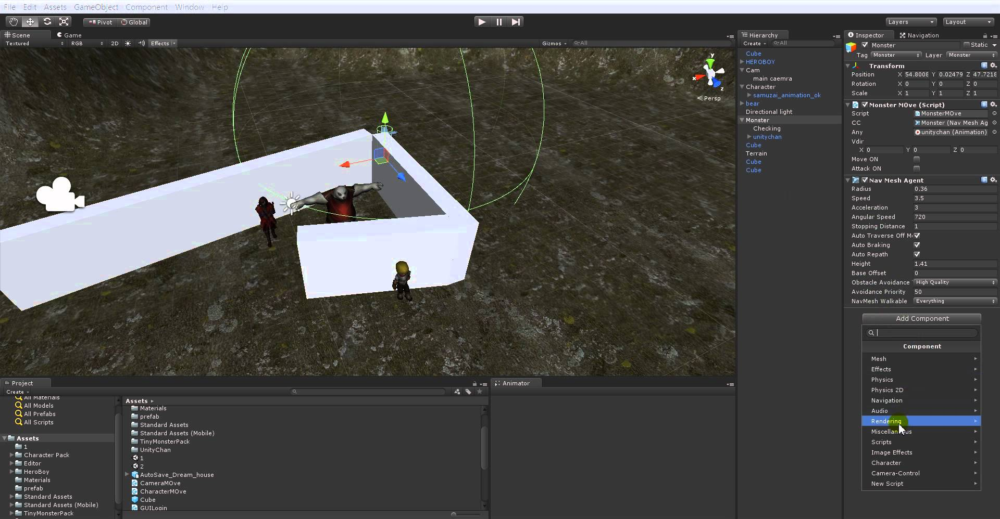 File Edit Assets GameObject Component Window Help
Pivot Global Layers Layout
Scene Game
Textured RGB 2D Effects Gizmos All
y
x
z
Persp
Hierarchy
Create All
Cube
HEROBOY
Cam
main caemra
Character
samuzai_animation_ok
bear
Directional light
Monster
Checking
unitychan
Cube
Terrain
Cube
Cube
Inspector Navigation
Monster Static
Tag Monster Layer Monster
Transform
Position X 54.8008 Y 0.02479 Z 47.7218
Rotation X 0 Y 0 Z 0
Scale X 1 Y 1 Z 1
Monster MOve (Script)
Script MonsterMOve
CC Monster (Nav Mesh Ag
Any unitychan (Animation)
Vdir
X 0 Y 0 Z 0
Move ON
Attack ON
Nav Mesh Agent
Radius 0.36
Speed 3.5
Acceleration 3
Angular Speed 720
Stopping Distance 1
Auto Traverse Off M
Auto Braking
Auto Repath
Height 1.41
Base Offset 0
Obstacle Avoidance High Quality
Avoidance Priority 50
NavMesh Walkable Everything
Add Component
Component
Mesh
Effects
Physics
Physics 2D
Navigation
Audio
Rendering
Miscellaneous
Scripts
Image Effects
Character
Camera-Control
New Script
Project
Create
All Materials
All Models
All Prefabs
All Scripts
Assets
1
Character Pack
Editor
HeroBoy
Materials
prefab
Standard Assets
Standard Assets (Mobile)
TinyMonsterPack
Assets
Materials
prefab
Standard Assets
Standard Assets (Mobile)
TinyMonsterPack
UnityChan
1
2
AutoSave_Dream_house
CameraMOve
CharacterMOve
Cube
GUILogin
Animator